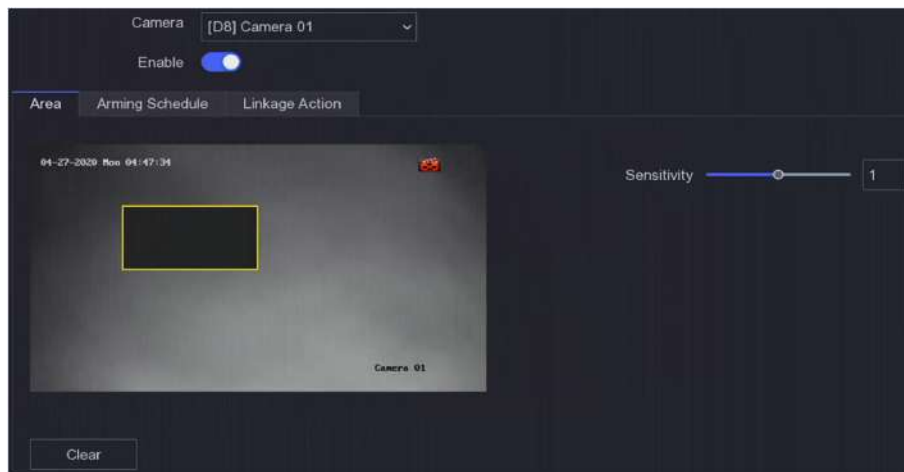 Camera [D8] Camera 01
Enable
Area Arming Schedule Linkage Action
04-27-2020 Mon 04:47:34
Sensitivity 1
Camera 01
Clear